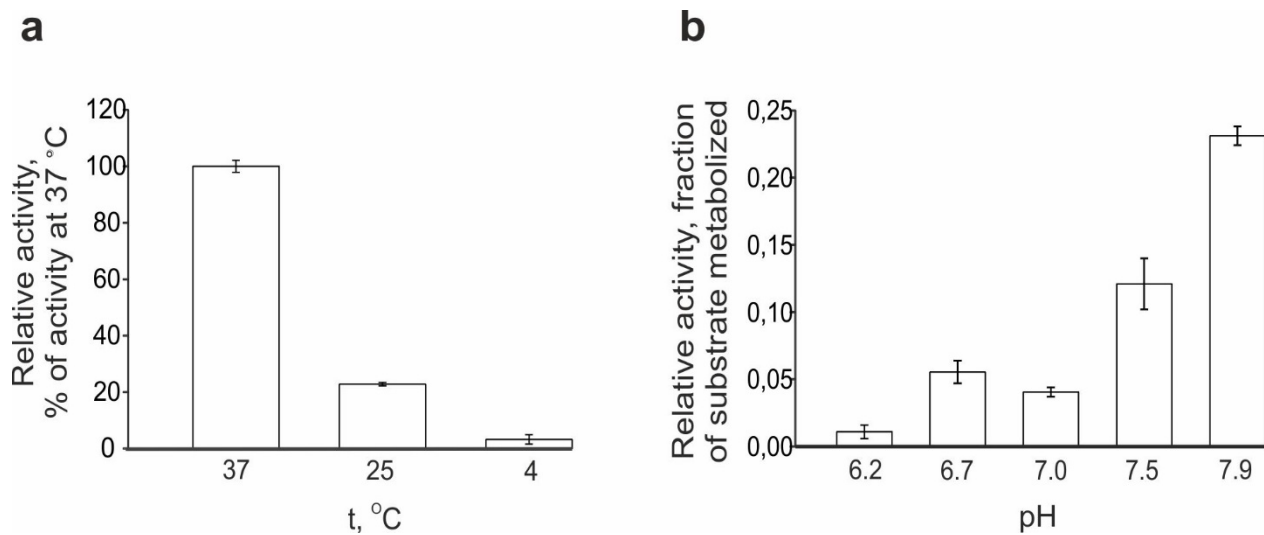 a
Relative activity,
% of activity at 37 °C
120
100
80
60
40
20
0
37 25 4
t, °C
b
Relative activity, fraction
of substrate metabolized
0,25
0,20
0,15
0,10
0,05
0,00
6.2 6.7 7.0 7.5 7.9
pH